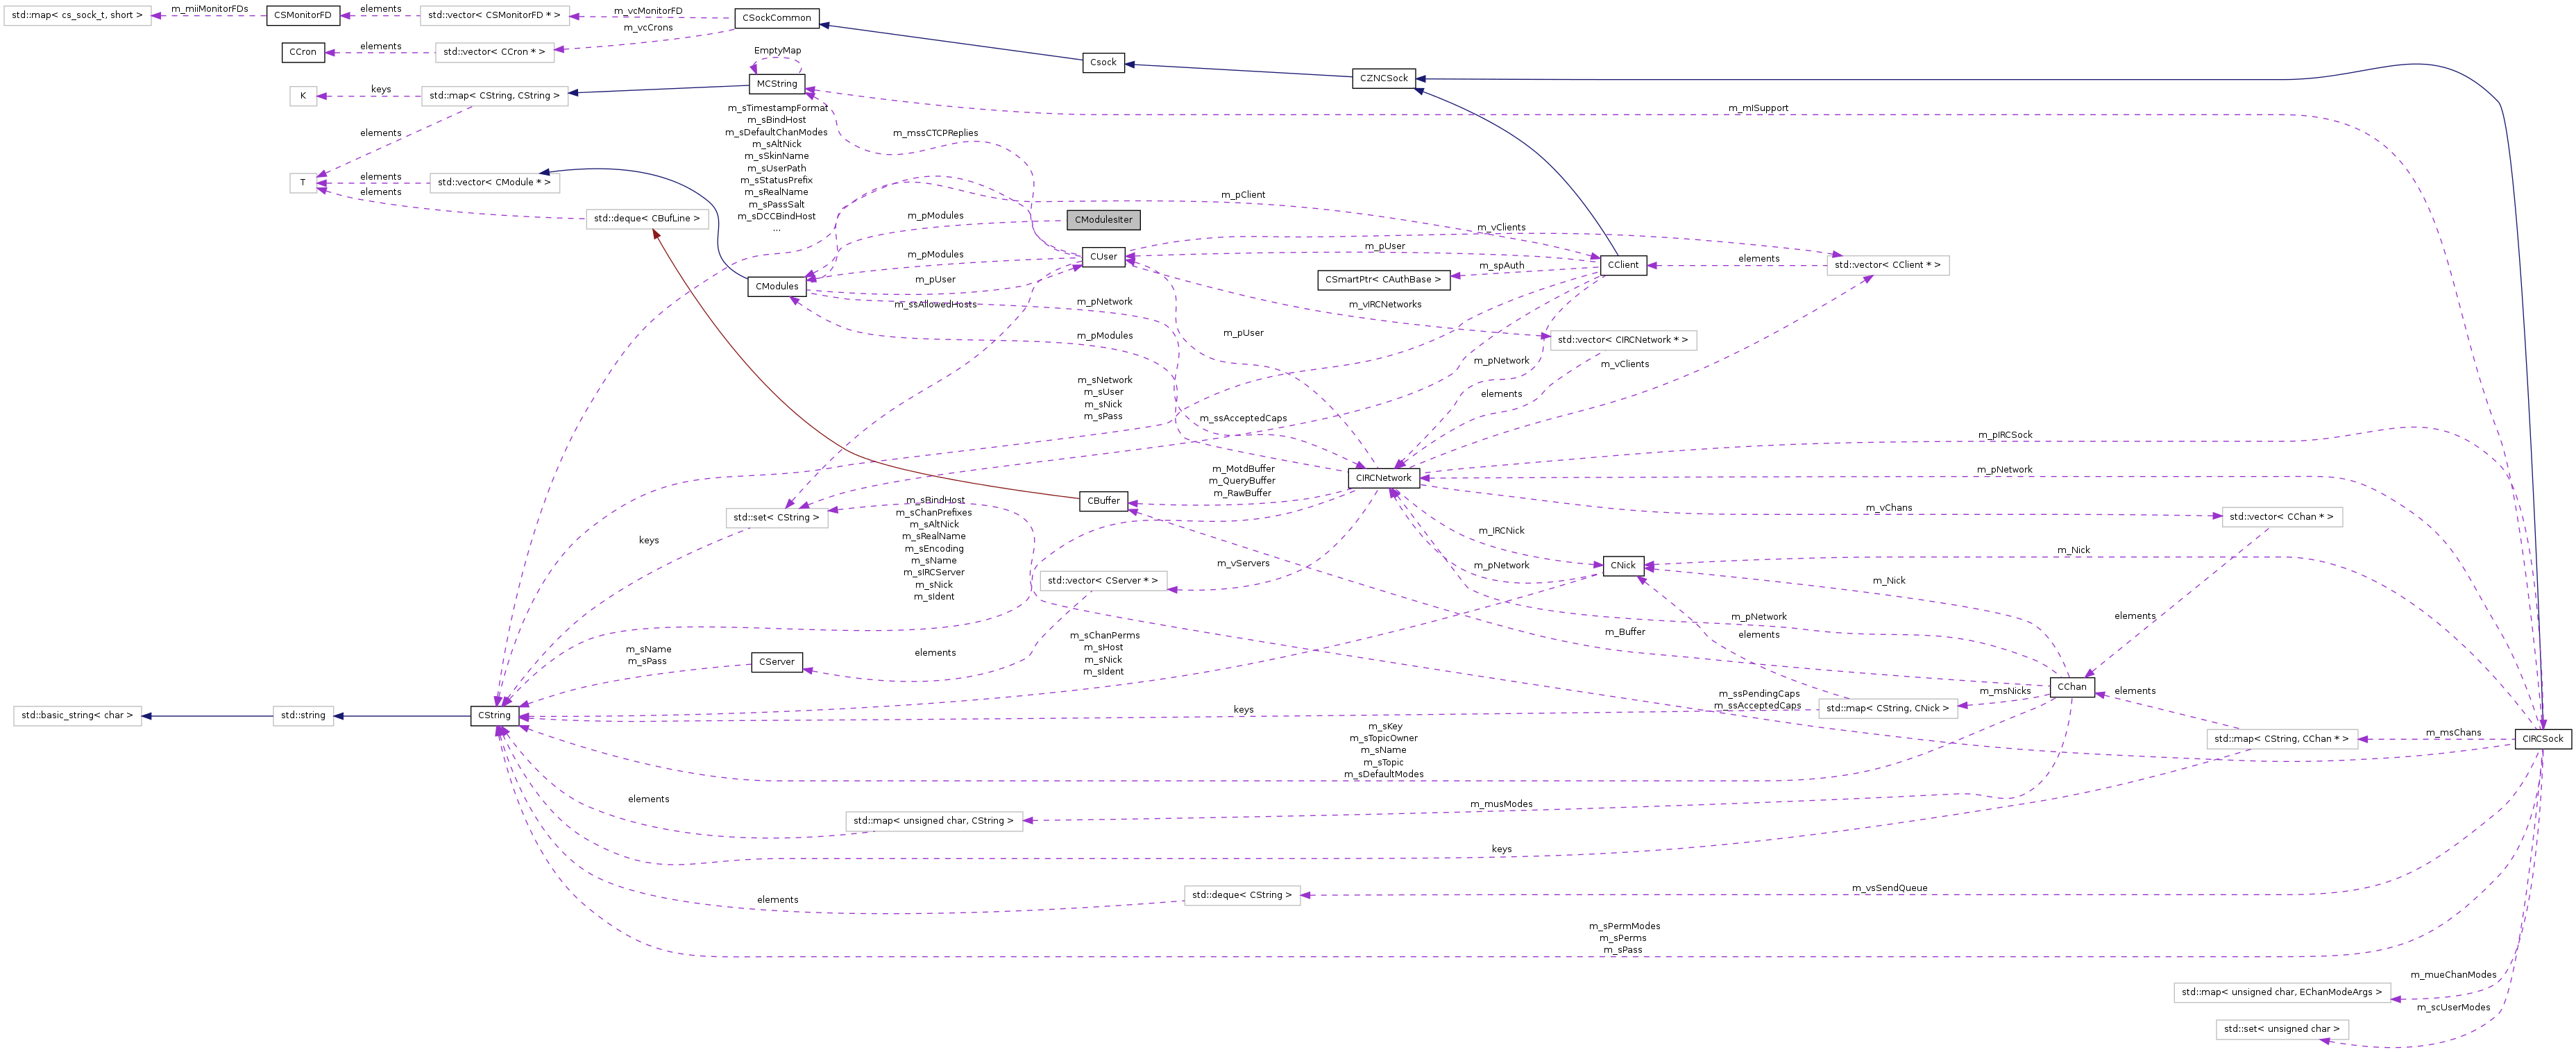 std::map< cs_sock_t, short >
m_miiMonitorFDs
CSMonitorFD
elements
std::vector< CSMonitorFD * >
m_vcMonitorFD
CSockCommon
m_vcCrons
CCron
elements
std::vector< CCron * >
EmptyMap
Csock
CZNCSock
MCString
K
keys
std::map< CString, CString >
m_sTimestampFormat
m_sBindHost
m_sDefaultChanModes
m_sAltNick
m_sSkinName
m_sUserPath
m_sStatusPrefix
m_sRealName
m_sPassSalt
m_sDCCBindHost
...
m_mISupport
m_mssCTCPReplies
elements
T
elements
elements
std::vector< CModule * >
std::deque< CBufLine >
m_pClient
m_pModules
CModulesIter
m_vClients
CUser
m_pModules
m_pUser
m_pUser
CClient
elements
std::vector< CClient * >
m_spAuth
CSmartPtr< CAuthBase >
CModules
m_ssAllowedHosts
m_pNetwork
m_vIRCNetworks
m_pModules
m_pUser
std::vector< CIRCNetwork * >
m_pNetwork
m_vClients
elements
m_sNetwork
m_sUser
m_sNick
m_sPass
m_ssAcceptedCaps
m_pIRCSock
CIRCNetwork
m_pNetwork
m_MotdBuffer
m_QueryBuffer
m_RawBuffer
CBuffer
m_vChans
std::vector< CChan * >
std::set< CString >
m_sBindHost
m_sChanPrefixes
m_sAltNick
m_sRealName
m_sEncoding
m_sName
m_sIRCServer
m_sNick
m_sIdent
keys
m_IRCNick
m_Nick
CNick
m_pNetwork
m_vServers
std::vector< CServer * >
m_Nick
elements
m_pNetwork
elements
m_Buffer
m_sChanPerms
m_sHost
m_sNick
m_sIdent
elements
m_sName
m_sPass
CServer
CChan
m_msNicks
elements
m_ssPendingCaps
m_ssAcceptedCaps
std::map< CString, CNick >
keys
std::basic_string< char >
std::string
CString
m_sKey
m_sTopicOwner
m_sName
m_sTopic
m_sDefaultModes
std::map< CString, CChan * >
m_msChans
CIRCSock
elements
m_musModes
std::map< unsigned char, CString >
keys
m_vsSendQueue
std::deque< CString >
elements
m_sPermModes
m_sPerms
m_sPass
m_mueChanModes
std::map< unsigned char, EChanModeArgs >
m_scUserModes
std::set< unsigned char >